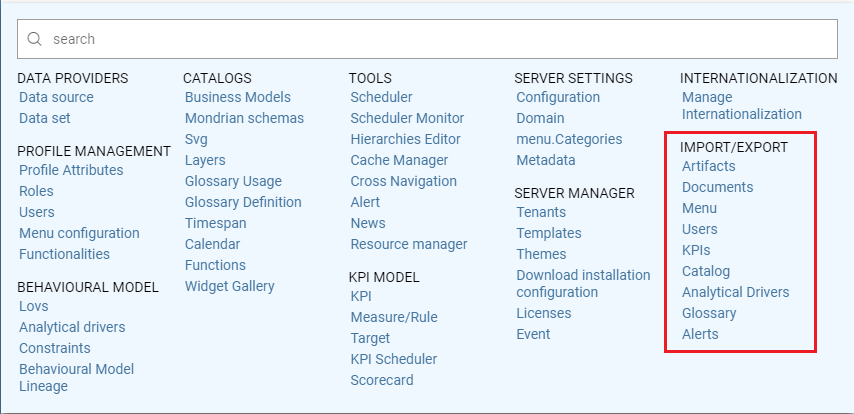 search
DATA PROVIDERS
Data source
Data set
PROFILE MANAGEMENT
Profile Attributes
Roles
Users
Menu configuration
Functionalities
BEHAVIOURAL MODEL
Lovs
Analytical drivers
Constraints
Behavioural Model
Lineage
CATALOGS
Business Models
Mondrian schemas
Svg
Layers
Glossary Usage
Glossary Definition
Timespan
Calendar
Functions
Widget Gallery
TOOLS
Scheduler
Scheduler Monitor
Hierarchies Editor
Cache Manager
Cross Navigation
Alert
News
Resource manager
KPI MODEL
KPI
Measure/Rule
Target
KPI Scheduler
Scorecard
SERVER SETTINGS
Configuration
Domain
menu.Categories
Metadata
SERVER MANAGER
Tenants
Templates
Themes
Download installation
configuration
Licenses
Event
INTERNATIONALIZATION
Manage
Internationalization
IMPORT/EXPORT
Artifacts
Documents
Menu
Users
KPIs
Catalog
Analytical Drivers
Glossary
Alerts